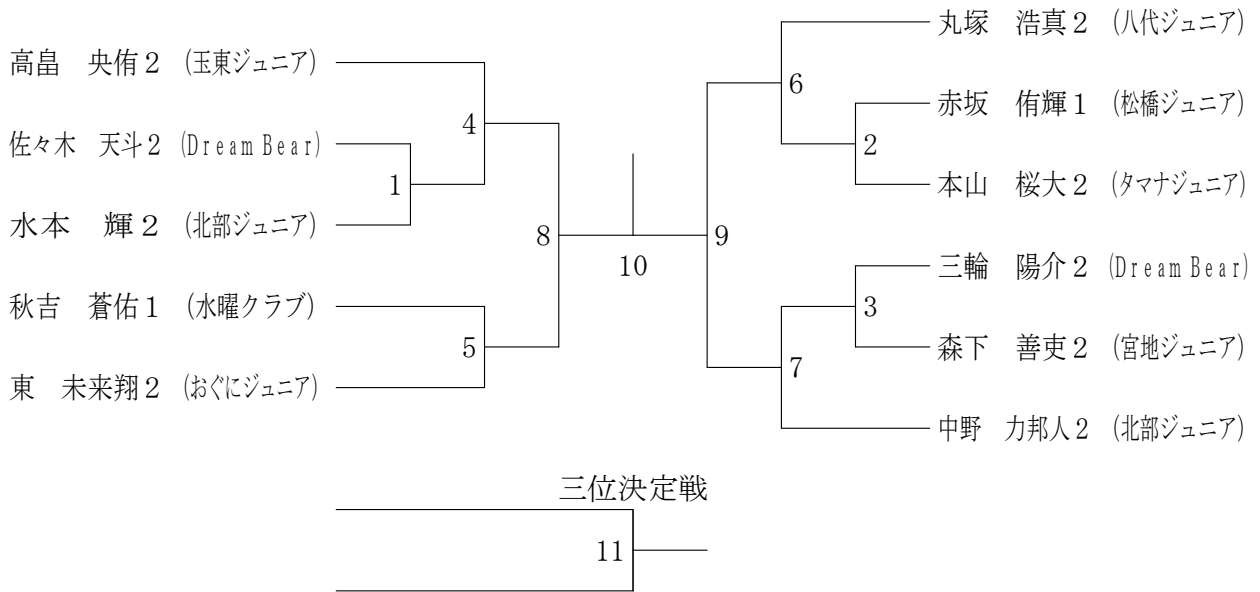 高畠　央侑２　(玉東ジュニア)
佐々木　天斗２　(Dream Bear)
水本　輝２　(北部ジュニア)
秋吉　蒼佑１　(水曜クラブ)
東　未来翔２　(おぐにジュニア)
4
1
5
8
10
9
6
2
3
7
丸塚　浩真２　(八代ジュニア)
赤坂　侑輝１　(松橋ジュニア)
本山　桜大２　(タマナジュニア)
三輪　陽介２　(Dream Bear)
森下　善吏２　(宮地ジュニア)
中野　力邦人２　(北部ジュニア)
三位決定戦
11